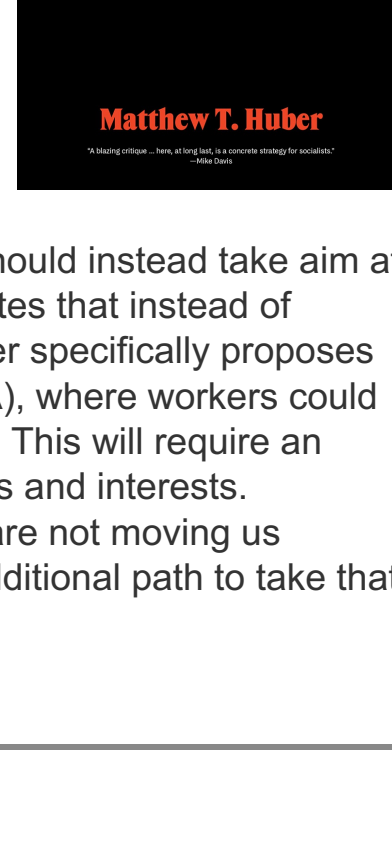 Matthew T. Huber
"A blazing critique ... here, at long last, is a concrete strategy for socialists."
—Mike Davis
ould instead take aim a
tes that instead of
er specifically proposes
), where workers could
This will require an
s and interests.
are not moving us
ditional path to take that